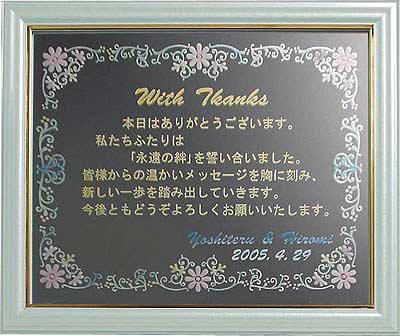 With Thanks
本日はありがとうございます。
私たちふたりは
「永遠の絆」を誓い合いました。
皆様からの温かいメッセージを胸に刻み、
新しい一歩を踏み出していきます。
今後ともどうぞよろしくお願いいたします。
Yoshiteru & Hiromi
2005. 4. 29